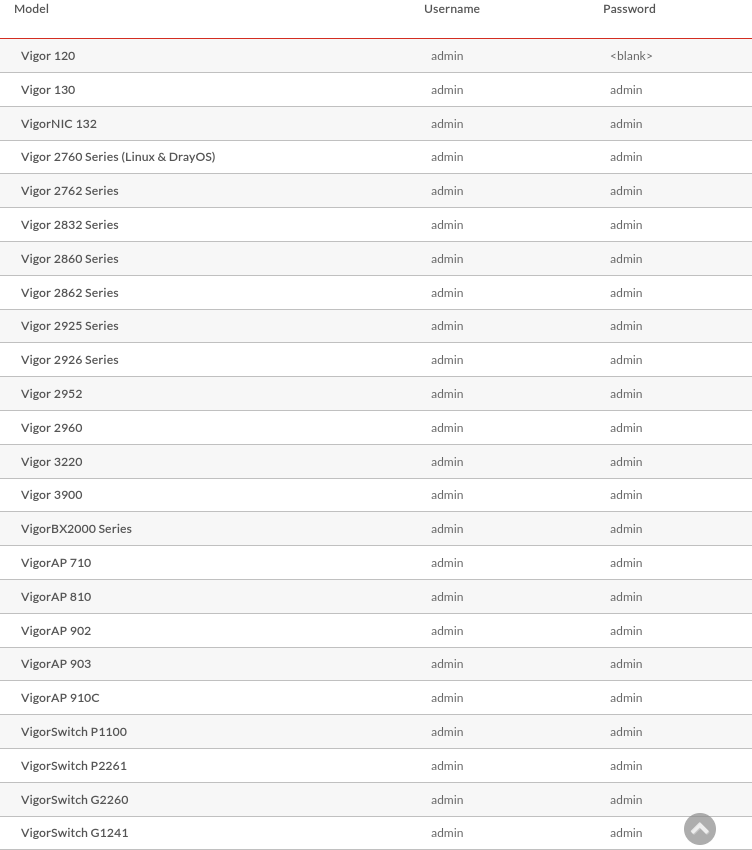 Model Username Password
Vigor 120 admin <blank>
Vigor 130 admin admin
VigorNIC 132 admin admin
Vigor 2760 Series (Linux & DrayOS) admin admin
Vigor 2762 Series admin admin
Vigor 2832 Series admin admin
Vigor 2860 Series admin admin
Vigor 2862 Series admin admin
Vigor 2925 Series admin admin
Vigor 2926 Series admin admin
Vigor 2952 admin admin
Vigor 2960 admin admin
Vigor 3220 admin admin
Vigor 3900 admin admin
VigorBX2000 Series admin admin
VigorAP 710 admin admin
VigorAP 810 admin admin
VigorAP 902 admin admin
VigorAP 903 admin admin
VigorAP 910C admin admin
VigorSwitch P1100 admin admin
VigorSwitch P2261 admin admin
VigorSwitch G2260 admin admin
VigorSwitch G1241 admin admin